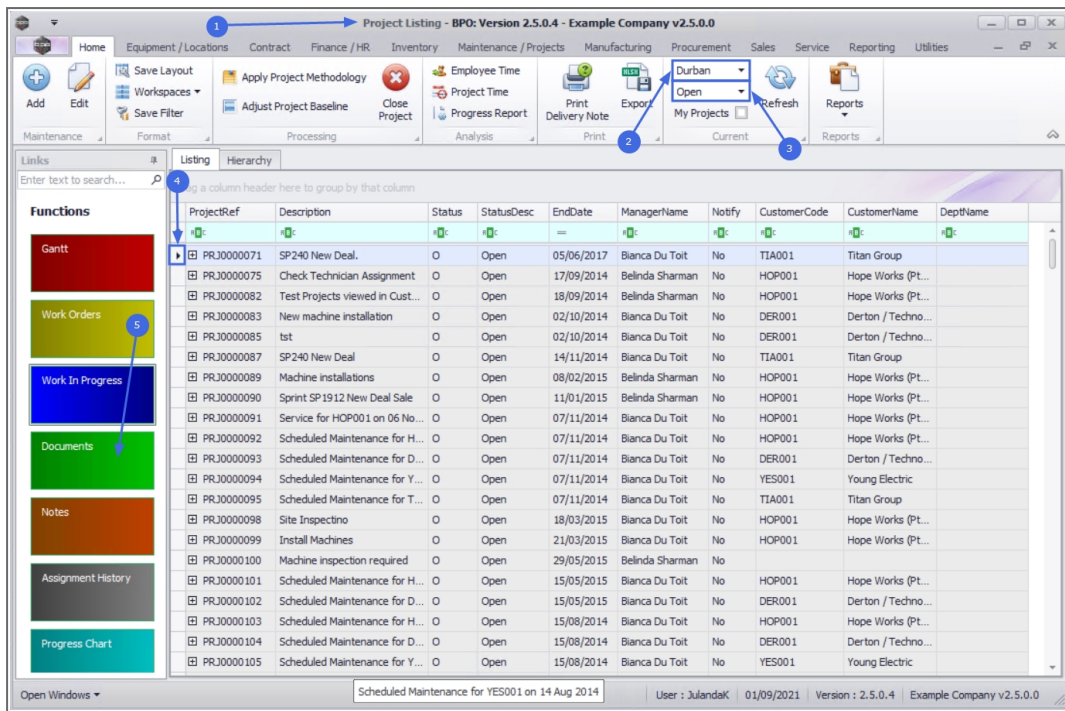 1
Project Listing - BPO: Version 2.5.0.4 - Example Company v2.5.0.0
Home Equipment / Locations Contract Finance / HR Inventory Maintenance / Projects Manufacturing Procurement Sales Service Reporting Utilities
Add
Edit
Maintenance
Save Layout
Workspaces
Save Filter
Format
Apply Project Methodology
Adjust Project Baseline
Close
Project
Processing
Employee Time
Project Time
Progress Report
Analysis
Print
Delivery Note
Export
Print
2
Durban
Open
My Projects
Refresh
Current
3
Reports
Reports
Links
Enter text to search...
Functions
Gantt
Work Orders
5
Work In Progress
Documents
Notes
Assignment History
Progress Chart
Listing Hierarchy
4
a column header here to group by that column
ProjectRef Description Status StatusDesc EndDate ManagerName Notify CustomerCode CustomerName DeptName
PRJ0000071 SP240 New Deal. O Open 05/06/2017 Bianca Du Toit No TIA001 Titan Group
PRJ0000075 Check Technician Assignment O Open 17/09/2014 Belinda Sharman No HOP001 Hope Works (Pt...
PRJ0000082 Test Projects viewed in Cust... O Open 18/09/2014 Belinda Sharman No HOP001 Hope Works (Pt...
PRJ0000083 New machine installation O Open 02/10/2014 Belinda Sharman No DER001 Derton / Techno...
PRJ0000085 tst O Open 02/10/2014 Belinda Sharman No DER001 Derton / Techno...
PRJ0000087 SP240 New Deal O Open 14/11/2014 Bianca Du Toit No TIA001 Titan Group
PRJ0000089 Machine installations O Open 08/02/2015 Belinda Sharman No HOP001 Hope Works (Pt...
PRJ0000090 Sprint SP1912 New Deal Sale O Open 11/01/2015 Belinda Sharman No HOP001 Hope Works (Pt...
PRJ0000091 Service for HOP001 on 06 No... O Open 07/11/2014 Bianca Du Toit No HOP001 Hope Works (Pt...
PRJ0000092 Scheduled Maintenance for H... O Open 07/11/2014 Bianca Du Toit No HOP001 Hope Works (Pt...
PRJ0000093 Scheduled Maintenance for D... O Open 07/11/2014 Bianca Du Toit No DER001 Derton / Techno...
PRJ0000094 Scheduled Maintenance for Y... O Open 07/11/2014 Bianca Du Toit No YES001 Young Electric
PRJ0000095 Scheduled Maintenance for T... O Open 07/11/2014 Bianca Du Toit No TIA001 Titan Group
PRJ0000098 Site Inspectino O Open 18/03/2015 Bianca Du Toit No HOP001 Hope Works (Pt...
PRJ0000099 Install Machines O Open 21/03/2015 Bianca Du Toit No HOP001 Hope Works (Pt...
PRJ0000100 Machine inspection required O Open 29/05/2015 Belinda Sharman No
PRJ0000101 Scheduled Maintenance for H... O Open 15/05/2015 Bianca Du Toit No HOP001 Hope Works (Pt...
PRJ0000102 Scheduled Maintenance for D... O Open 15/05/2015 Bianca Du Toit No DER001 Derton / Techno...
PRJ0000103 Scheduled Maintenance for H... O Open 15/08/2014 Bianca Du Toit No HOP001 Hope Works (Pt...
PRJ0000104 Scheduled Maintenance for D... O Open 15/08/2014 Bianca Du Toit No DER001 Derton / Techno...
PRJ0000105 Scheduled Maintenance for Y... O Open 15/08/2014 Bianca Du Toit No YES001 Young Electric
Open Windows
Scheduled Maintenance for YES001 on 14 Aug 2014
User : JulandaK 01/09/2021 Version : 2.5.0.4 Example Company v2.5.0.0